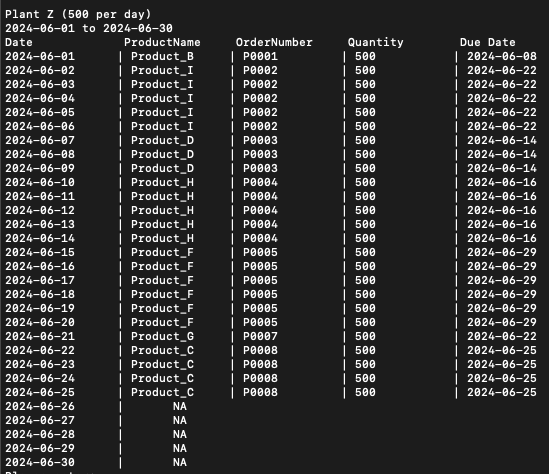 Plant Z (500 per day)
2024-06-01 to 2024-06-30
Date ProductName OrderNumber Quantity Due Date
2024-06-01 | Product_B | P0001 | 500 | 2024-06-08
2024-06-02 | Product_I | P0002 | 500 | 2024-06-22
2024-06-03 | Product_I | P0002 | 500 | 2024-06-22
2024-06-04 | Product_I | P0002 | 500 | 2024-06-22
2024-06-05 | Product_I | P0002 | 500 | 2024-06-22
2024-06-06 | Product_I | P0002 | 500 | 2024-06-22
2024-06-07 | Product_D | P0003 | 500 | 2024-06-14
2024-06-08 | Product_D | P0003 | 500 | 2024-06-14
2024-06-09 | Product_D | P0003 | 500 | 2024-06-14
2024-06-10 | Product_H | P0004 | 500 | 2024-06-16
2024-06-11 | Product_H | P0004 | 500 | 2024-06-16
2024-06-12 | Product_H | P0004 | 500 | 2024-06-16
2024-06-13 | Product_H | P0004 | 500 | 2024-06-16
2024-06-14 | Product_H | P0004 | 500 | 2024-06-16
2024-06-15 | Product_F | P0005 | 500 | 2024-06-29
2024-06-16 | Product_F | P0005 | 500 | 2024-06-29
2024-06-17 | Product_F | P0005 | 500 | 2024-06-29
2024-06-18 | Product_F | P0005 | 500 | 2024-06-29
2024-06-19 | Product_F | P0005 | 500 | 2024-06-29
2024-06-20 | Product_F | P0005 | 500 | 2024-06-29
2024-06-21 | Product_G | P0007 | 500 | 2024-06-22
2024-06-22 | Product_C | P0008 | 500 | 2024-06-25
2024-06-23 | Product_C | P0008 | 500 | 2024-06-25
2024-06-24 | Product_C | P0008 | 500 | 2024-06-25
2024-06-25 | Product_C | P0008 | 500 | 2024-06-25
2024-06-26 | NA
2024-06-27 | NA
2024-06-28 | NA
2024-06-29 | NA
2024-06-30 | NA